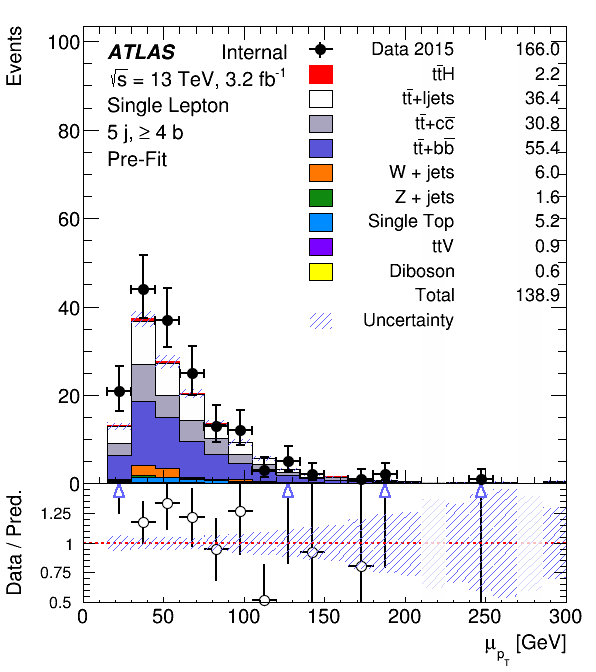 Events
100
80
60
40
20
0
ATLAS Internal
√s = 13 TeV, 3.2 fb⁻¹
Single Lepton
5 j, ≥ 4 b
Pre-Fit
Data 2015 166.0
tt̄H 2.2
tt̄+ljets 36.4
tt̄+cc̄ 30.8
tt̄+bb̄ 55.4
W + jets 6.0
Z + jets 1.6
Single Top 5.2
ttV 0.9
Diboson 0.6
Total 138.9
Uncertainty
Data / Pred.
1.25
1
0.75
0.5
0 50 100 150 200 250 300
μ_pT [GeV]